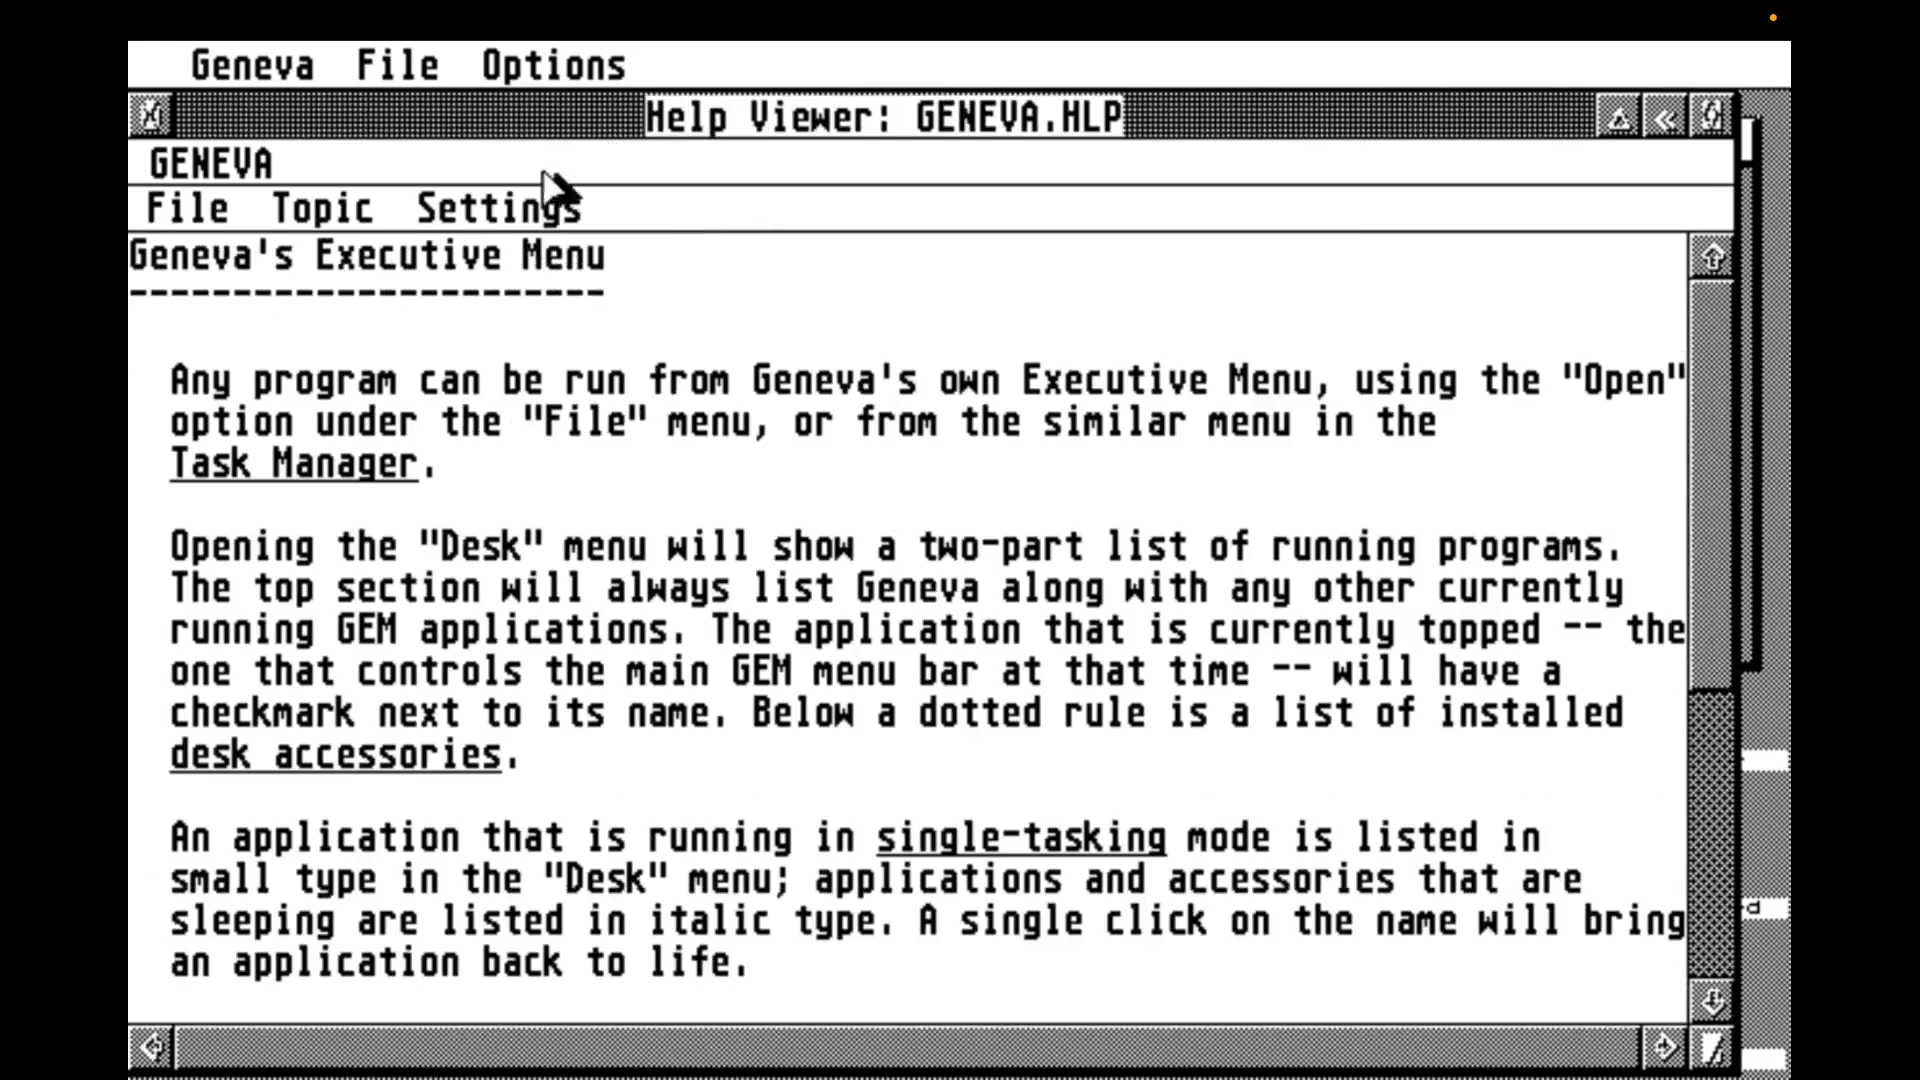 Geneva File Options
Help Viewer: GENEVA.HLP
GENEVA
File Topic Settings
Geneva's Executive Menu
-----------------------
Any program can be run from Geneva's own Executive Menu, using the "Open"
option under the "File" menu, or from the similar menu in the
Task Manager.
Opening the "Desk" menu will show a two-part list of running programs.
The top section will always list Geneva along with any other currently
running GEM applications. The application that is currently topped -- the
one that controls the main GEM menu bar at that time -- will have a
checkmark next to its name. Below a dotted rule is a list of installed
desk accessories.
An application that is running in single-tasking mode is listed in
small type in the "Desk" menu; applications and accessories that are
sleeping are listed in italic type. A single click on the name will bring
an application back to life.
d